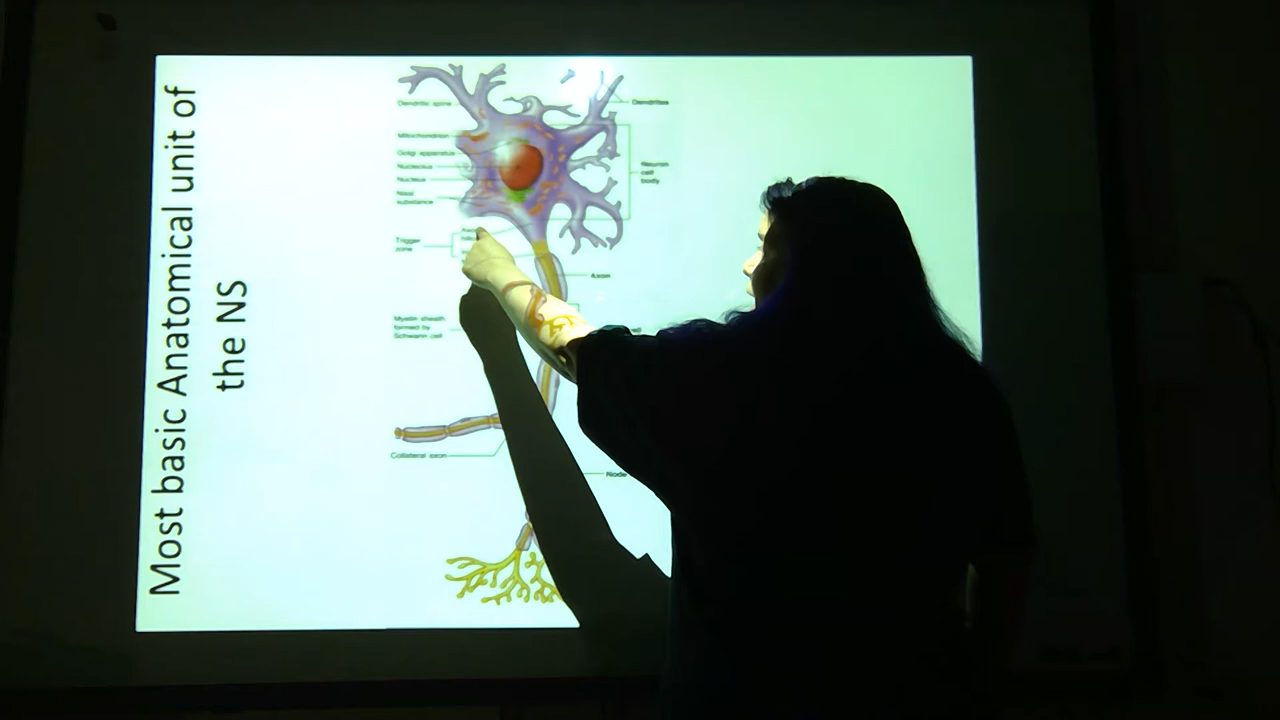 Most basic Anatomical unit of
the NS
Dendritic spine
Dendrites
Mitochondrion
Golgi apparatus
Nucleolus
Nucleus
Nissl
substance
Neuron
cell
body
Trigger
zone
Axon
Myelin sheath
formed by
Schwann cell
Collateral axon
Node